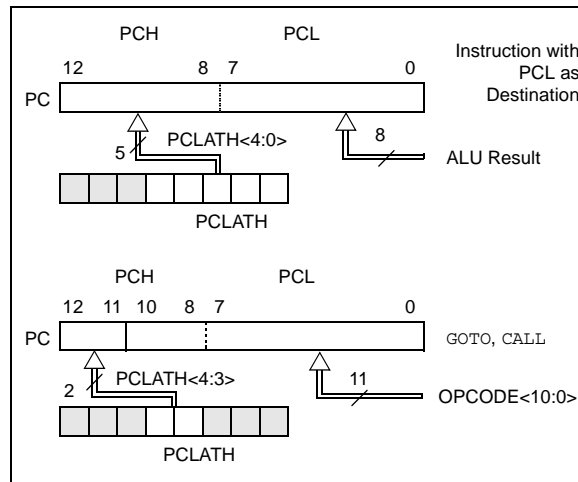 PCH PCL
12 8 7 0
Instruction with
PCL as
Destination
PC
5 PCLATH<4:0> 8
ALU Result
PCLATH
PCH PCL
12 11 10 8 7 0
PC GOTO, CALL
2 PCLATH<4:3> 11
OPCODE<10:0>
PCLATH